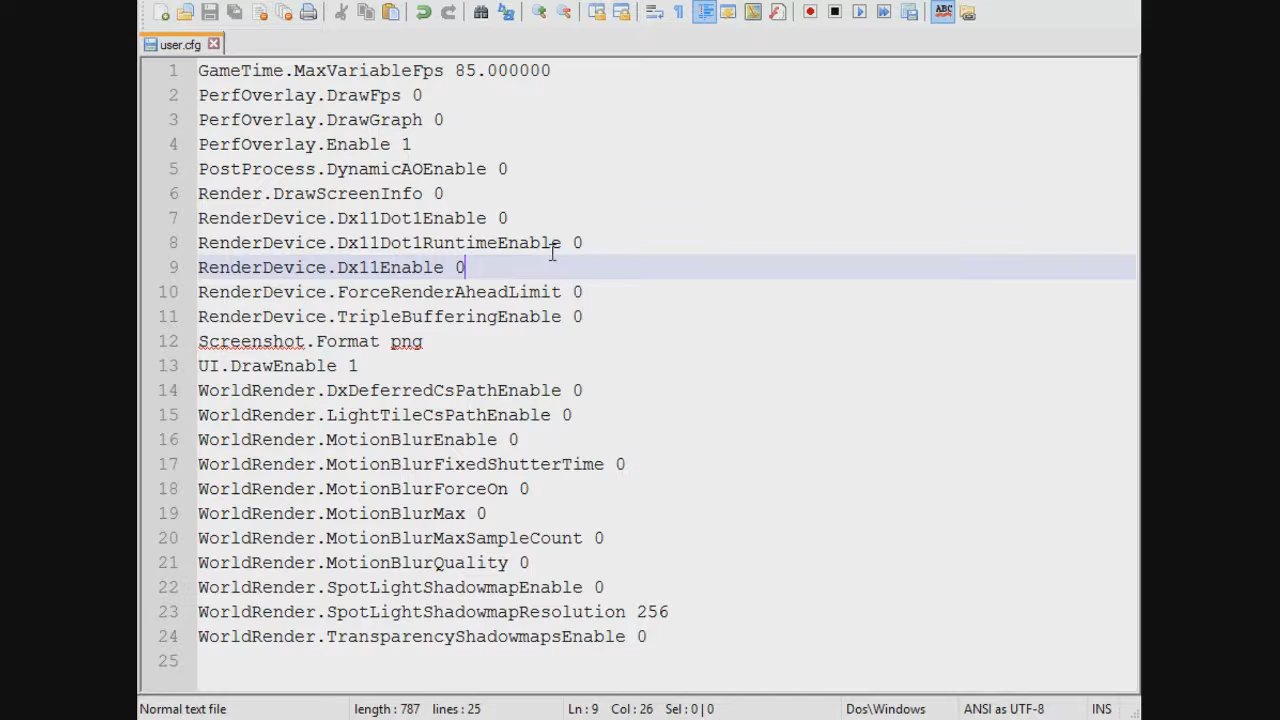 ABC
user.cfg
1 GameTime.MaxVariableFps 85.000000
2 PerfOverlay.DrawFps 0
3 PerfOverlay.DrawGraph 0
4 PerfOverlay.Enable 1
5 PostProcess.DynamicAOEnable 0
6 Render.DrawScreenInfo 0
7 RenderDevice.Dx11Dot1Enable 0
8 RenderDevice.Dx11Dot1RuntimeEnable 0
9 RenderDevice.Dx11Enable 0
10 RenderDevice.ForceRenderAheadLimit 0
11 RenderDevice.TripleBufferingEnable 0
12 Screenshot.Format png
13 UI.DrawEnable 1
14 WorldRender.DxDeferredCsPathEnable 0
15 WorldRender.LightTileCsPathEnable 0
16 WorldRender.MotionBlurEnable 0
17 WorldRender.MotionBlurFixedShutterTime 0
18 WorldRender.MotionBlurForceOn 0
19 WorldRender.MotionBlurMax 0
20 WorldRender.MotionBlurMaxSampleCount 0
21 WorldRender.MotionBlurQuality 0
22 WorldRender.SpotLightShadowmapEnable 0
23 WorldRender.SpotLightShadowmapResolution 256
24 WorldRender.TransparencyShadowmapsEnable 0
25
Normal text file length : 787 lines : 25 Ln : 9 Col : 26 Sel : 0 | 0 Dos\Windows ANSI as UTF-8 INS